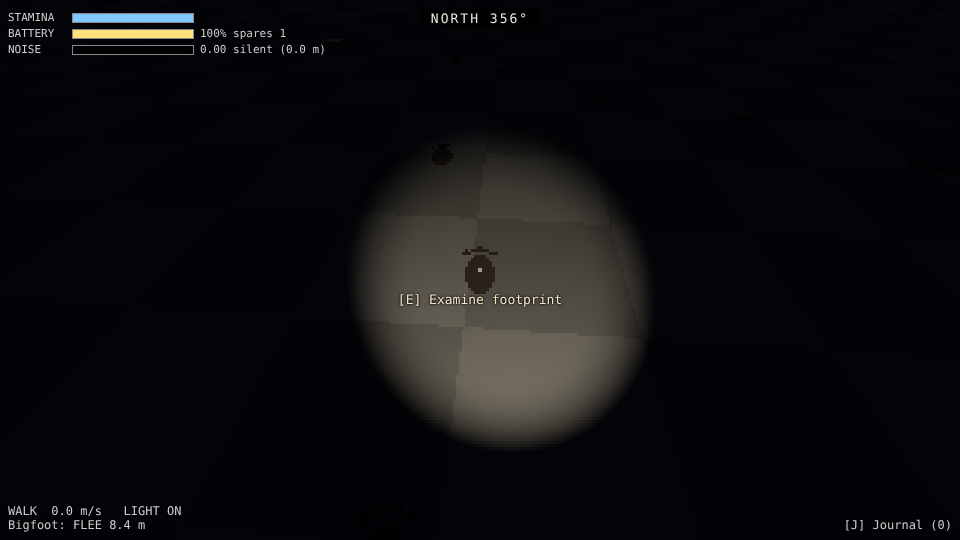 STAMINA
BATTERY 100% spares 1
NOISE 0.00 silent (0.0 m)
NORTH 356°
[E] Examine footprint
WALK 0.0 m/s LIGHT ON
Bigfoot: FLEE 8.4 m
[J] Journal (0)